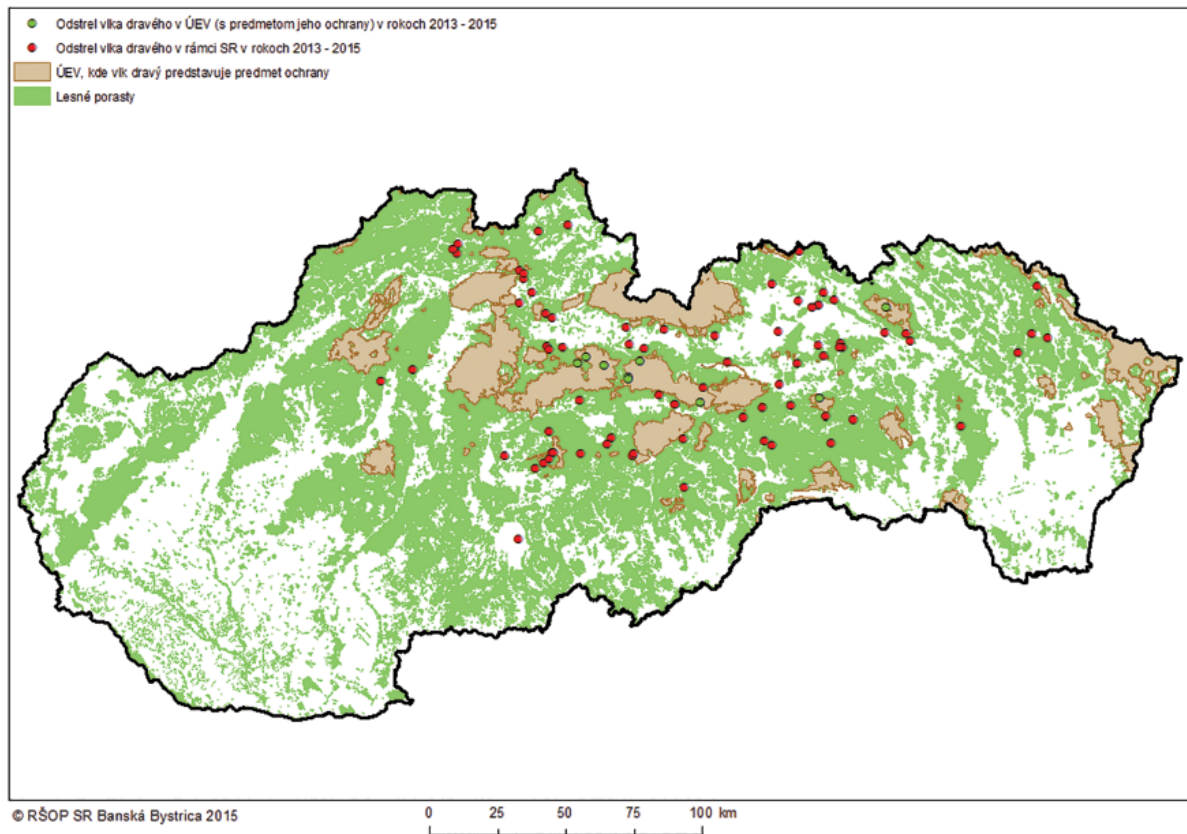 Odstrel vlka dravého v ÚEV (s predmetom jeho ochrany) v rokoch 2013 - 2015
Odstrel vlka dravého v rámci SR v rokoch 2013 - 2015
ÚEV, kde vlk dravý predstavuje predmet ochrany
Lesné porasty
© RŠOP SR Banská Bystrica 2015
0 25 50 75 100 km